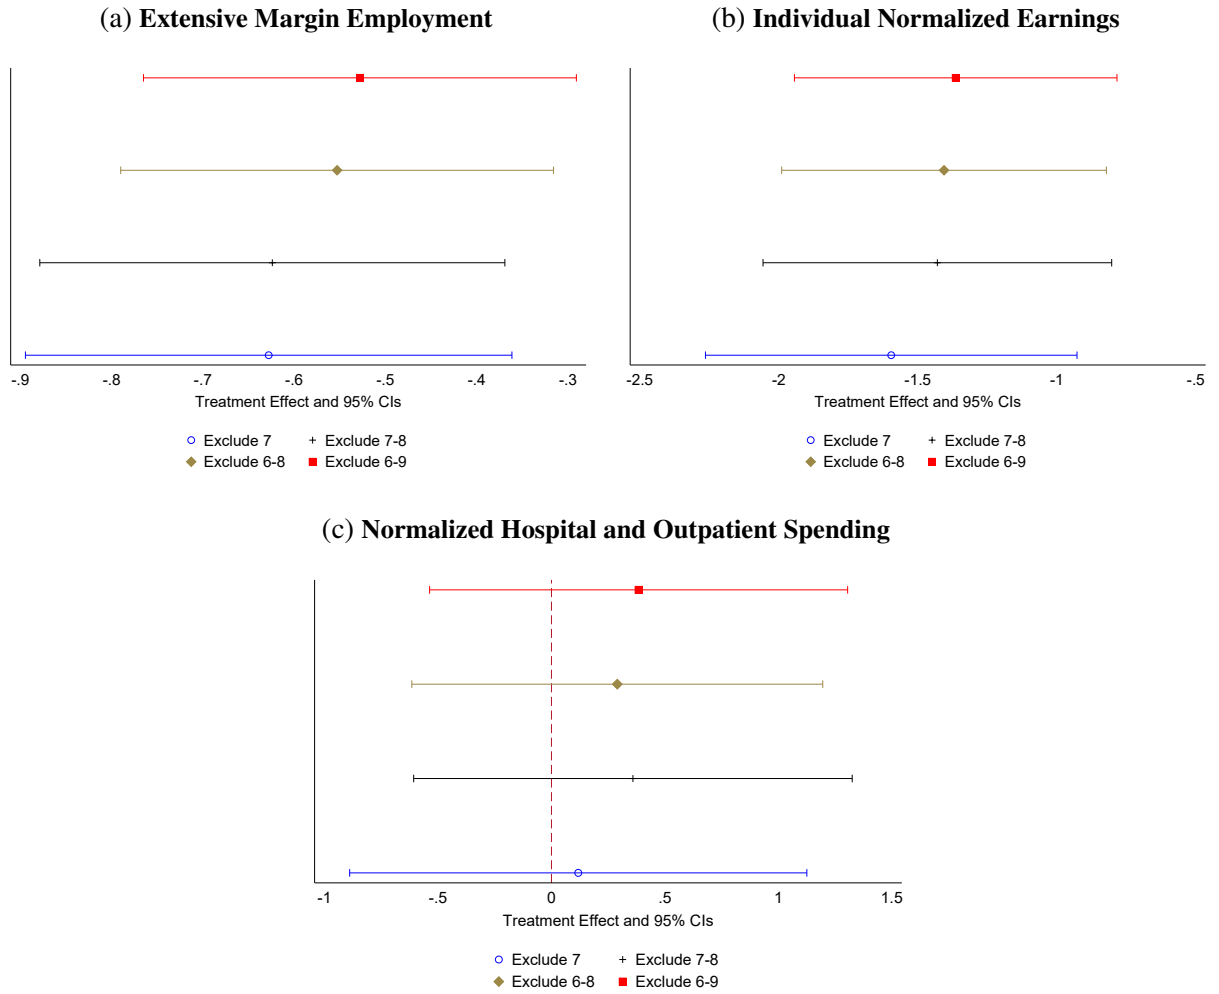 (a) Extensive Margin Employment
-.9 -.8 -.7 -.6 -.5 -.4 -.3
Treatment Effect and 95% CIs
Exclude 7 Exclude 7-8
Exclude 6-8 Exclude 6-9
(b) Individual Normalized Earnings
-2.5 -2 -1.5 -1 -.5
Treatment Effect and 95% CIs
Exclude 7 Exclude 7-8
Exclude 6-8 Exclude 6-9
(c) Normalized Hospital and Outpatient Spending
-1 -.5 0 .5 1 1.5
Treatment Effect and 95% CIs
Exclude 7 Exclude 7-8
Exclude 6-8 Exclude 6-9